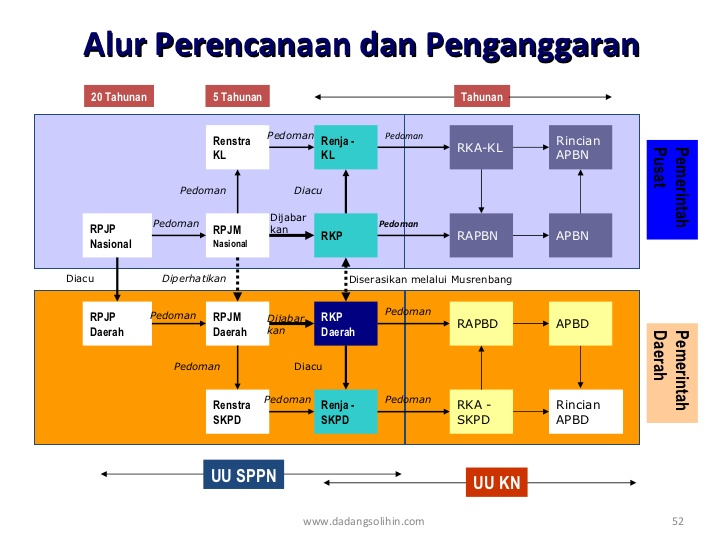 Alur Perencanaan dan Penganggaran
20 Tahunan
5 Tahunan
Tahunan
Renstra
KL
Pedoman
Renja -
KL
Pedoman
RKA-KL
Rincian
APBN
Pemerintah
Pusat
Pedoman
Diacu
RPJP
Nasional
Pedoman
RPJM
Nasional
Dijabar
kan
RKP
Pedoman
RAPBN
APBN
Diacu
Diperhatikan
Diserasikan melalui Musrenbang
RPJP
Daerah
Pedoman
RPJM
Daerah
Dijabar
kan
RKP
Daerah
Pedoman
RAPBD
APBD
Pemerintah
Daerah
Pedoman
Diacu
Renstra
SKPD
Pedoman
Renja -
SKPD
Pedoman
RKA -
SKPD
Rincian
APBD
UU SPPN
UU KN
www.dadangsolihin.com
52